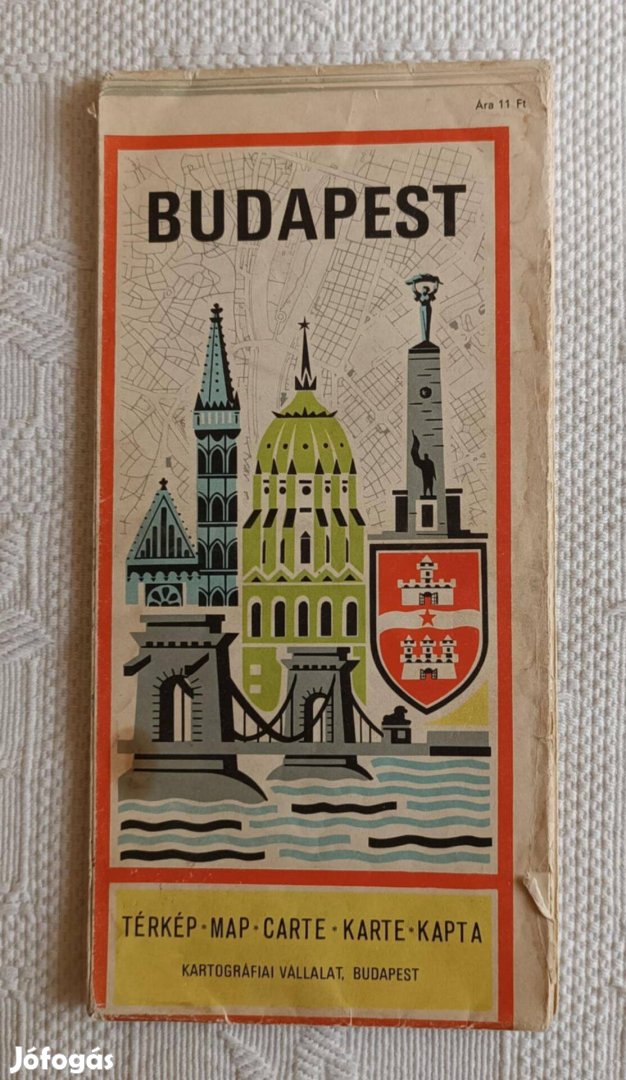 Ára 11 Ft
BUDAPEST
TÉRKÉP • MAP • CARTE • KARTE • KAPTA
KARTOGRÁFIAI VÁLLALAT, BUDAPEST
Jófogás